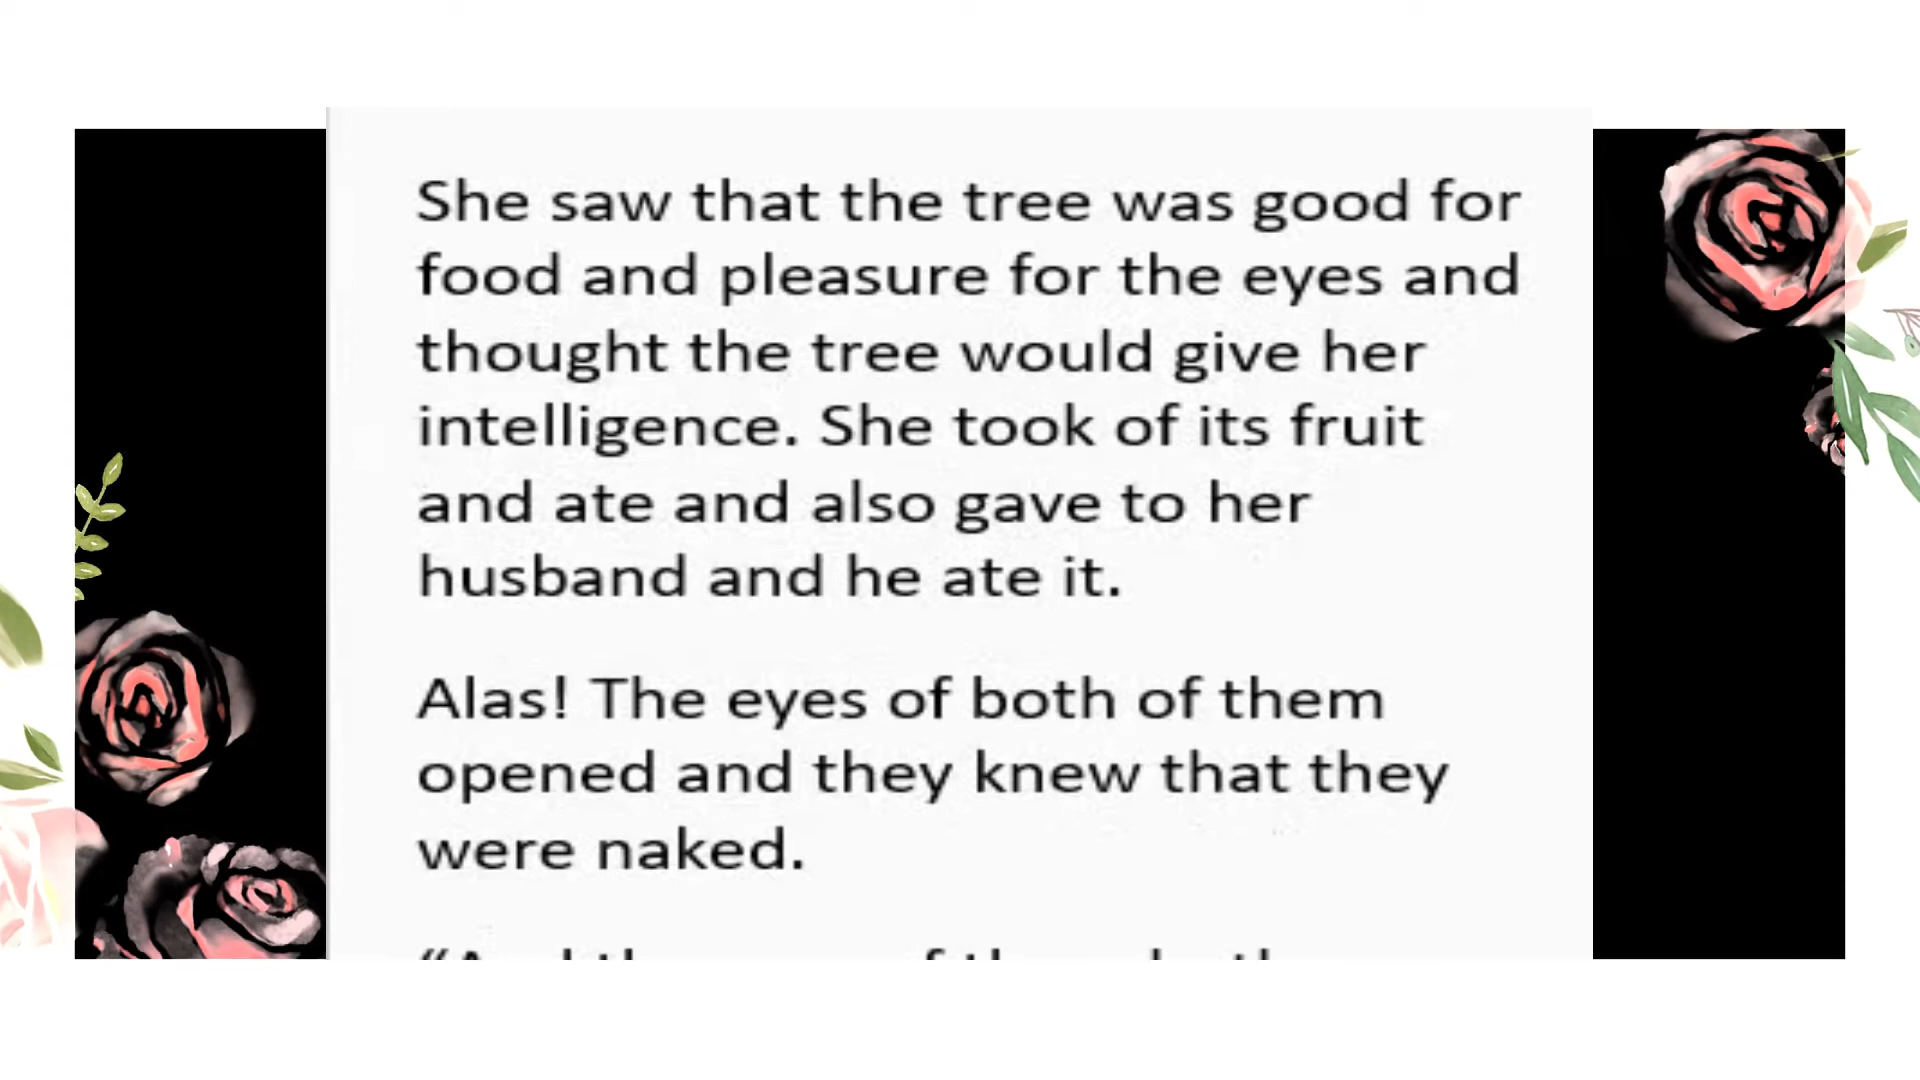 She saw that the tree was good for
food and pleasure for the eyes and
thought the tree would give her
intelligence. She took of its fruit
and ate and also gave to her
husband and he ate it.
Alas! The eyes of both of them
opened and they knew that they
were naked.